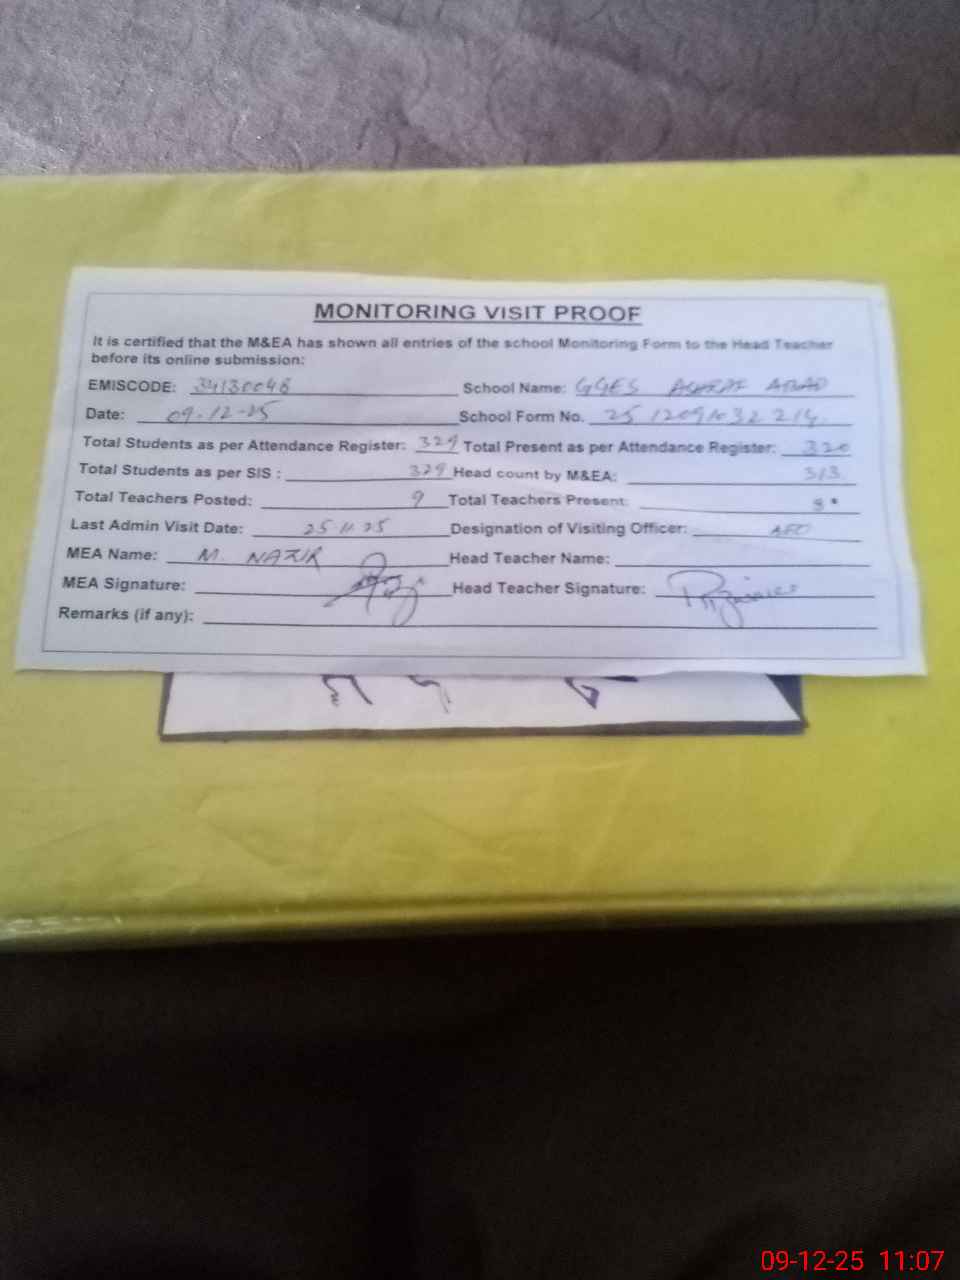 MONITORING VISIT PROOF
It is certified that the M&EA has shown all entries of the school Monitoring Form to the Head Teacher
before its online submission:
EMISCODE: 34130048 School Name: GGES ASHRAF ABAD
Date: 09-12-25 School Form No. 25 1209 1032 214
Total Students as per Attendance Register: 329 Total Present as per Attendance Register: 320
Total Students as per SIS : 329 Head count by M&EA: 313
Total Teachers Posted: 9 Total Teachers Present: 8
Last Admin Visit Date: 25.11.25 Designation of Visiting Officer: AEO
MEA Name: M. NAZIR Head Teacher Name:
MEA Signature: Head Teacher Signature:
Remarks (if any):
09-12-25 11:07